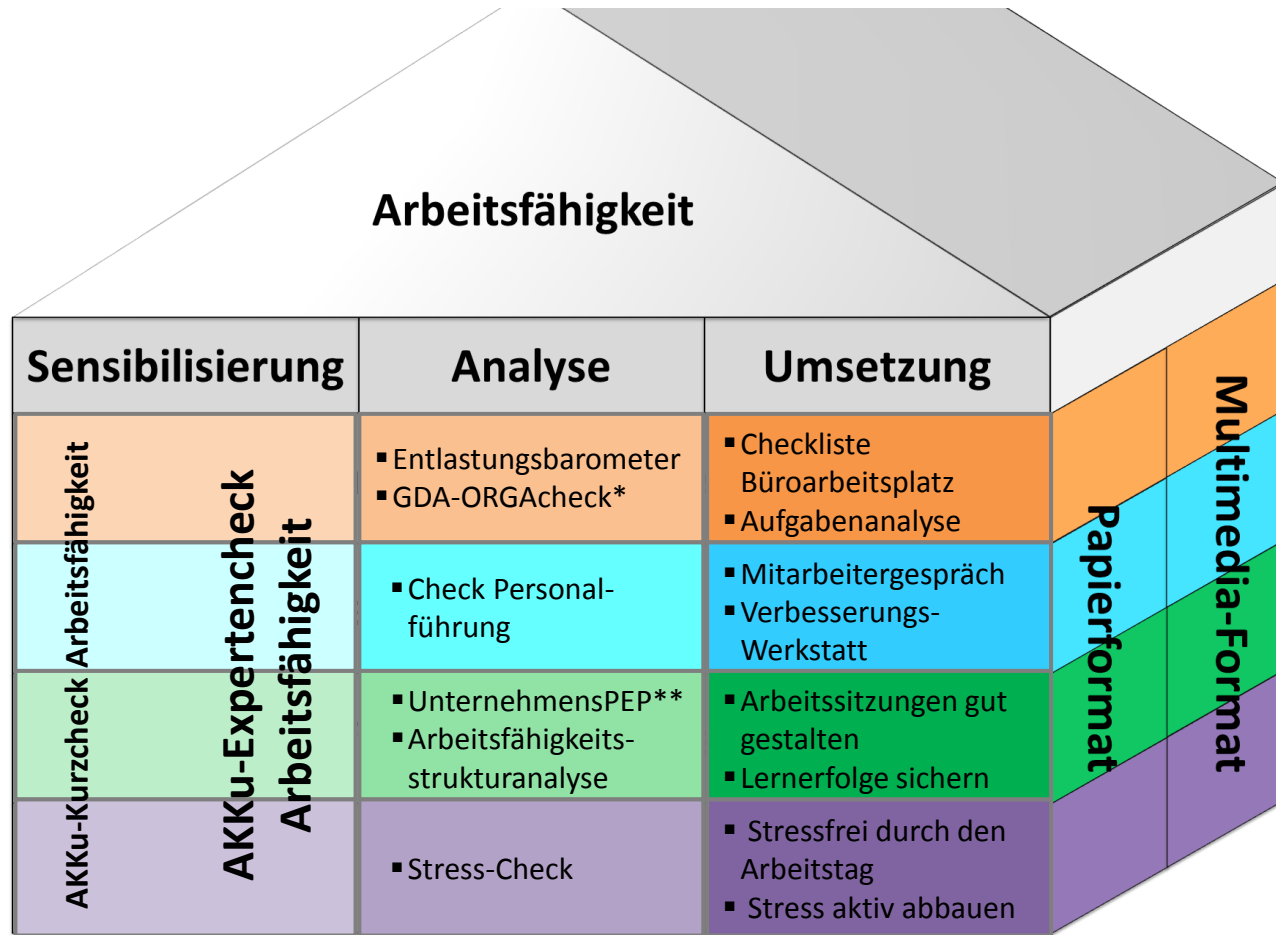 Arbeitsfähigkeit
Sensibilisierung
Analyse
Umsetzung
AKKu-Kurzcheck Arbeitsfähigkeit
AKKu-Expertencheck
Arbeitsfähigkeit
▪ Entlastungsbarometer
▪ GDA-ORGAcheck*
▪ Checkliste
Büroarbeitsplatz
▪ Aufgabenanalyse
▪ Check Personal-
führung
▪ Mitarbeitergespräch
▪ Verbesserungs-
Werkstatt
▪ UnternehmensPEP**
▪ Arbeitsfähigkeits-
strukturanalyse
▪ Arbeitssitzungen gut
gestalten
▪ Lernerfolge sichern
▪ Stress-Check
▪ Stressfrei durch den
Arbeitstag
▪ Stress aktiv abbauen
Papierformat
Multimedia-Format